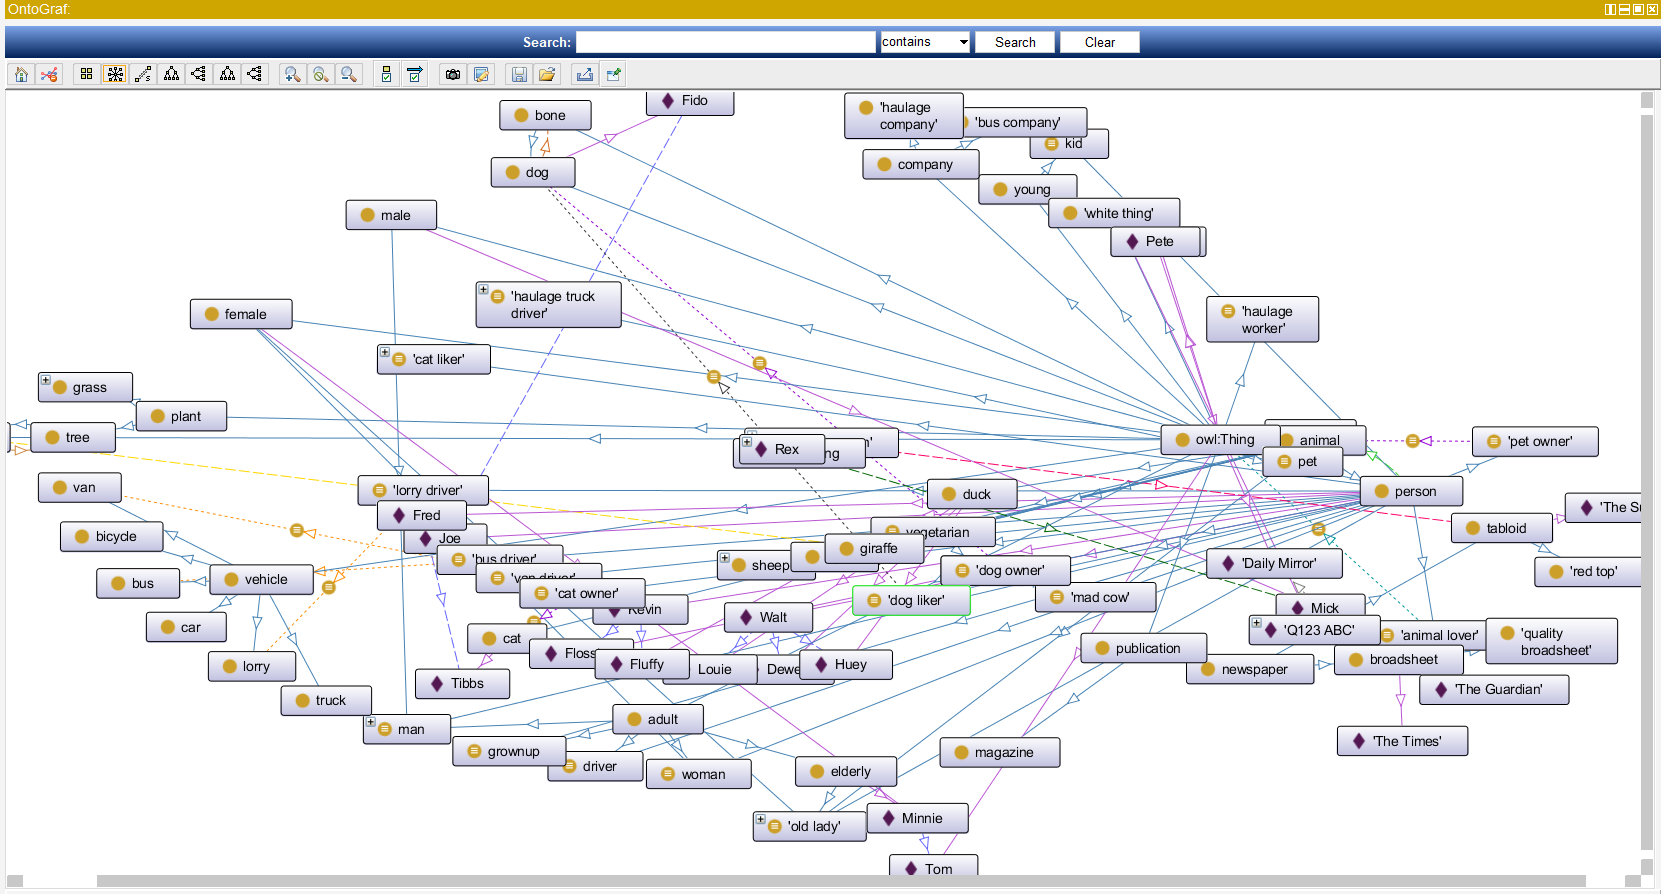 OntoGraf:
Search:
contains
Search
Clear
Fido
bone
'haulage
company'
'bus company'
kid
company
dog
young
male
'white thing'
Pete
'haulage truck
driver'
'haulage
worker'
female
'cat liker'
grass
plant
tree
owl:Thing
animal
'pet owner'
Rex
ng
pet
van
'lorry driver'
duck
person
Fred
'The Su
bicycle
Joe
vegetarian
tabloid
giraffe
'bus driver'
sheep
'dog owner'
'Daily Mirror'
'red top'
bus
vehicle
'van driver'
'cat owner'
'dog liker'
'mad cow'
Kevin
Walt
Mick
car
'Q123 ABC'
'animal lover'
'quality
broadsheet'
cat
Floss
Fluffy
Louie
Dewe
Huey
publication
broadsheet
lorry
newspaper
Tibbs
'The Guardian'
truck
man
adult
'The Times'
grownup
driver
woman
elderly
magazine
'old lady'
Minnie
Tom